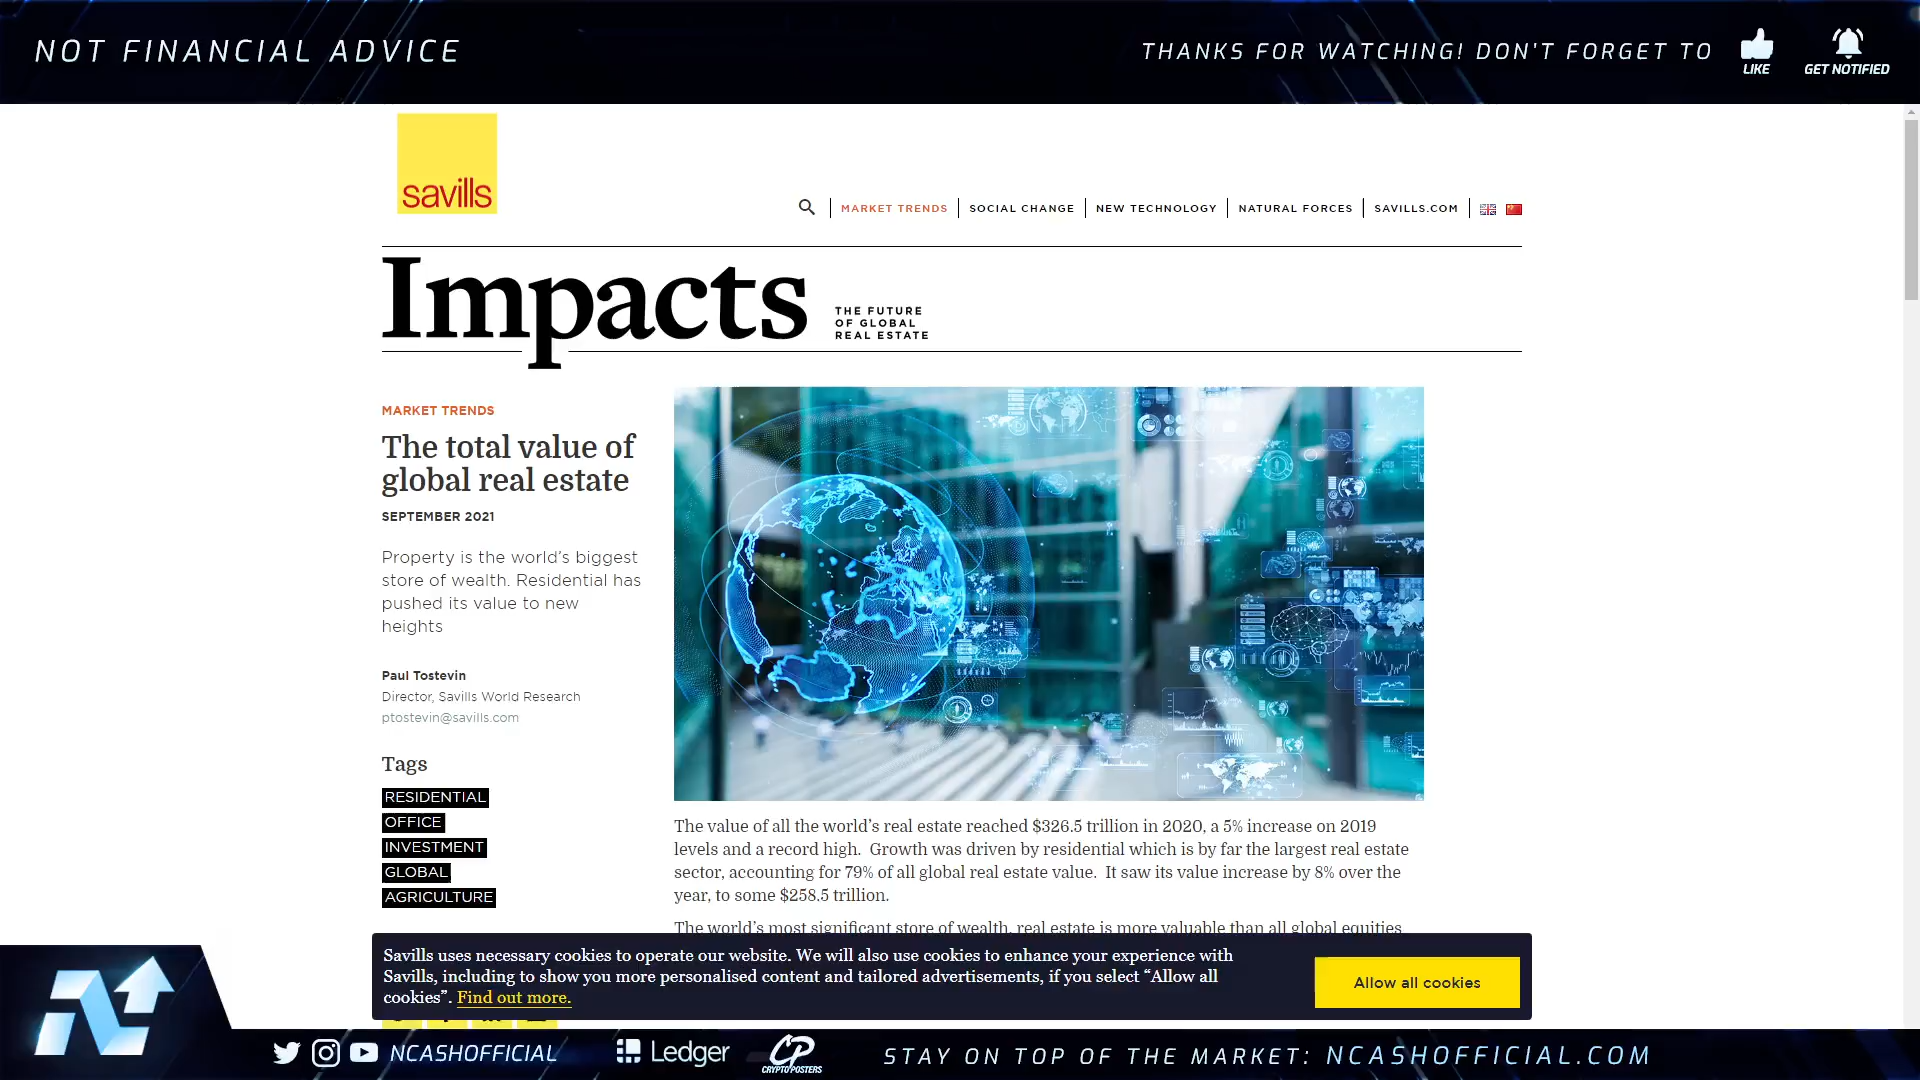 NOT FINANCIAL ADVICE
THANKS FOR WATCHING! DON'T FORGET TO
LIKE
GET NOTIFIED
savills
MARKET TRENDS
SOCIAL CHANGE
NEW TECHNOLOGY
NATURAL FORCES
SAVILLS.COM
Impacts
THE FUTURE
OF GLOBAL
REAL ESTATE
MARKET TRENDS
The total value of
global real estate
SEPTEMBER 2021
Property is the world's biggest
store of wealth. Residential has
pushed its value to new
heights
Paul Tostevin
Director, Savills World Research
ptostevin@savills.com
Tags
RESIDENTIAL
OFFICE
INVESTMENT
GLOBAL
AGRICULTURE
The value of all the world's real estate reached $326.5 trillion in 2020, a 5% increase on 2019
levels and a record high. Growth was driven by residential which is by far the largest real estate
sector, accounting for 79% of all global real estate value. It saw its value increase by 8% over the
year, to some $258.5 trillion.
The world's most significant store of wealth, real estate is more valuable than all global equities
Savills uses necessary cookies to operate our website. We will also use cookies to enhance your experience with
Savills, including to show you more personalised content and tailored advertisements, if you select “Allow all
cookies”. Find out more.
Allow all cookies
NCASHOFFICIAL
Ledger
CP
CRYPTOPOSTERS
STAY ON TOP OF THE MARKET: NCASHOFFICIAL.COM